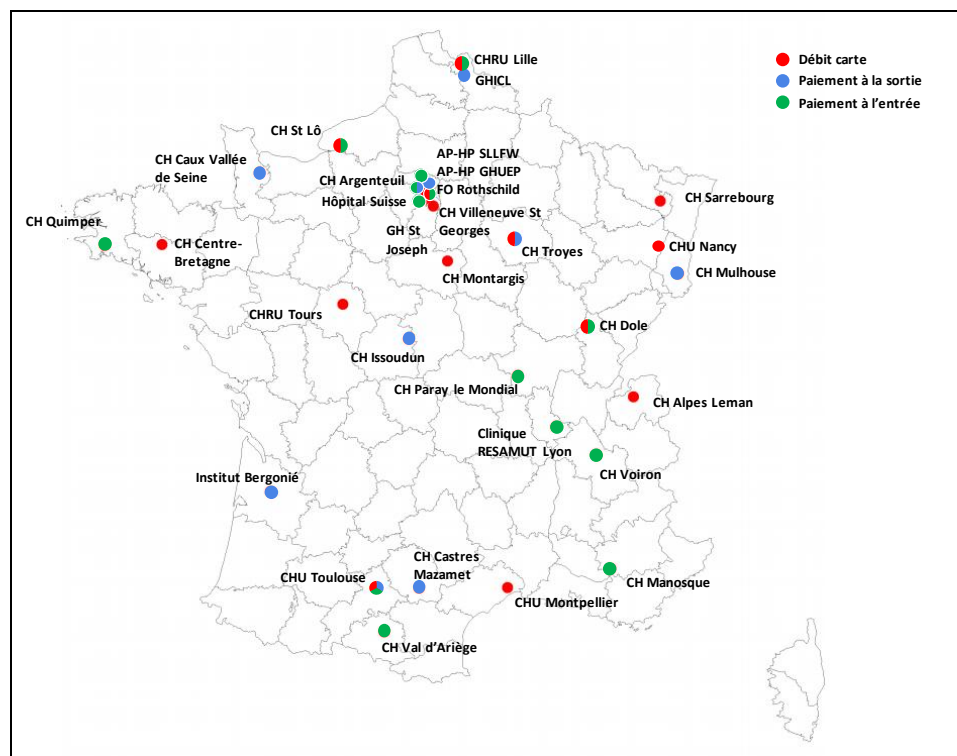 CHRU Lille
GHICL
Débit carte
Paiement à la sortie
Paiement à l'entrée
CH St Lô
CH Caux Vallée
de Seine
AP-HP SLLFW
AP-HP GHUEP
CH Argenteuil
FO Rothschild
Hôpital Suisse
CH Villeneuve St
Georges
GH St
Joseph
CH Sarrebourg
CH Quimper
CH Centre-
Bretagne
CH Troyes
CHU Nancy
CH Mulhouse
CH Montargis
CHRU Tours
CH Dole
CH Issoudun
CH Paray le Mondial
CH Alpes Leman
Clinique
RESAMUT Lyon
CH Voiron
Institut Bergonié
CH Castres
Mazamet
CHU Toulouse
CH Manosque
CHU Montpellier
CH Val d'Ariège